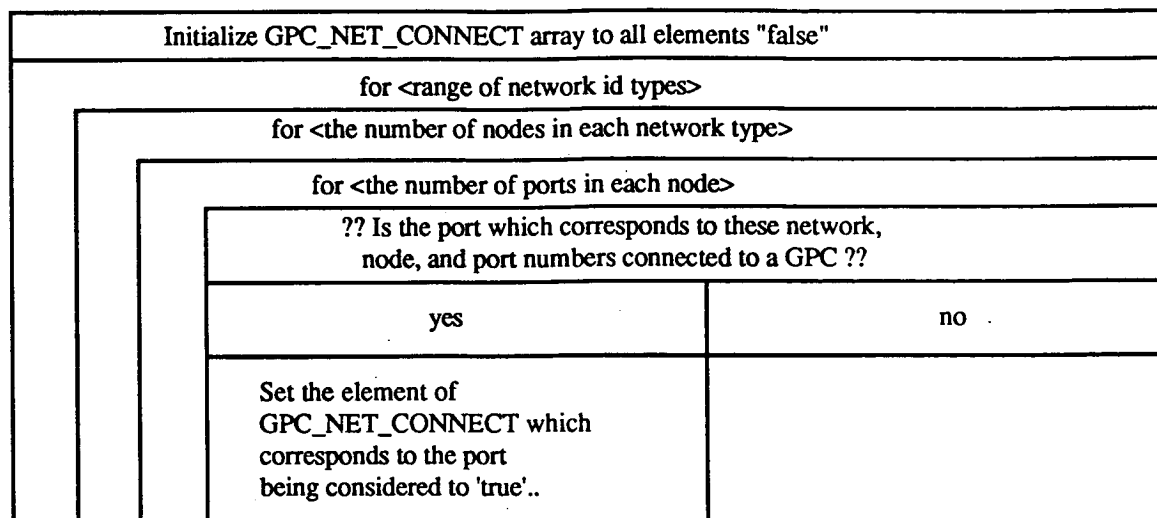 Initialize GPC_NET_CONNECT array to all elements "false"
for <range of network id types>
for <the number of nodes in each network type>
for <the number of ports in each node>
?? Is the port which corresponds to these network,
node, and port numbers connected to a GPC ??
yes
no
Set the element of
GPC_NET_CONNECT which
corresponds to the port
being considered to 'true'..